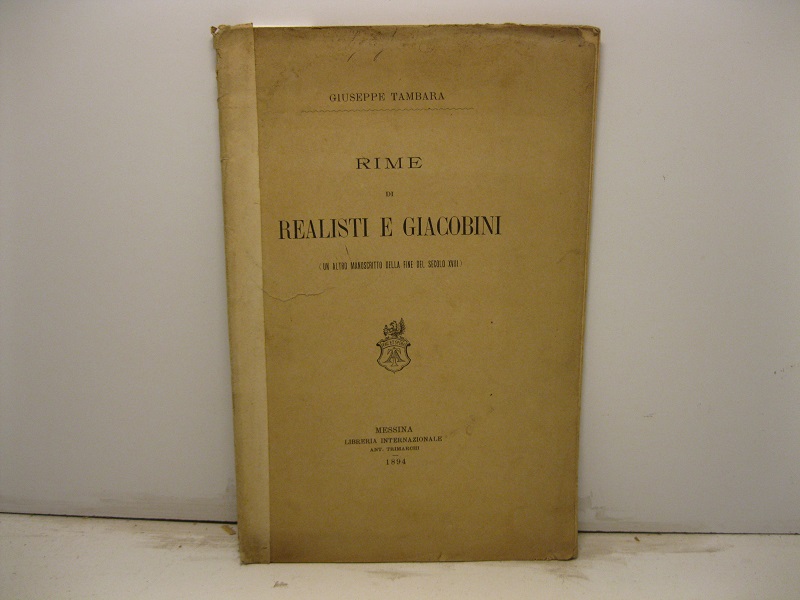 GIUSEPPE TAMBARA
RIME
DI
REALISTI E GIACOBINI
(UN ALTRO MANOSCRITTO DELLA FINE DEL SECOLO XVIII)
MESSINA
LIBRERIA INTERNAZIONALE
ANT. TRIMARCHI
1894